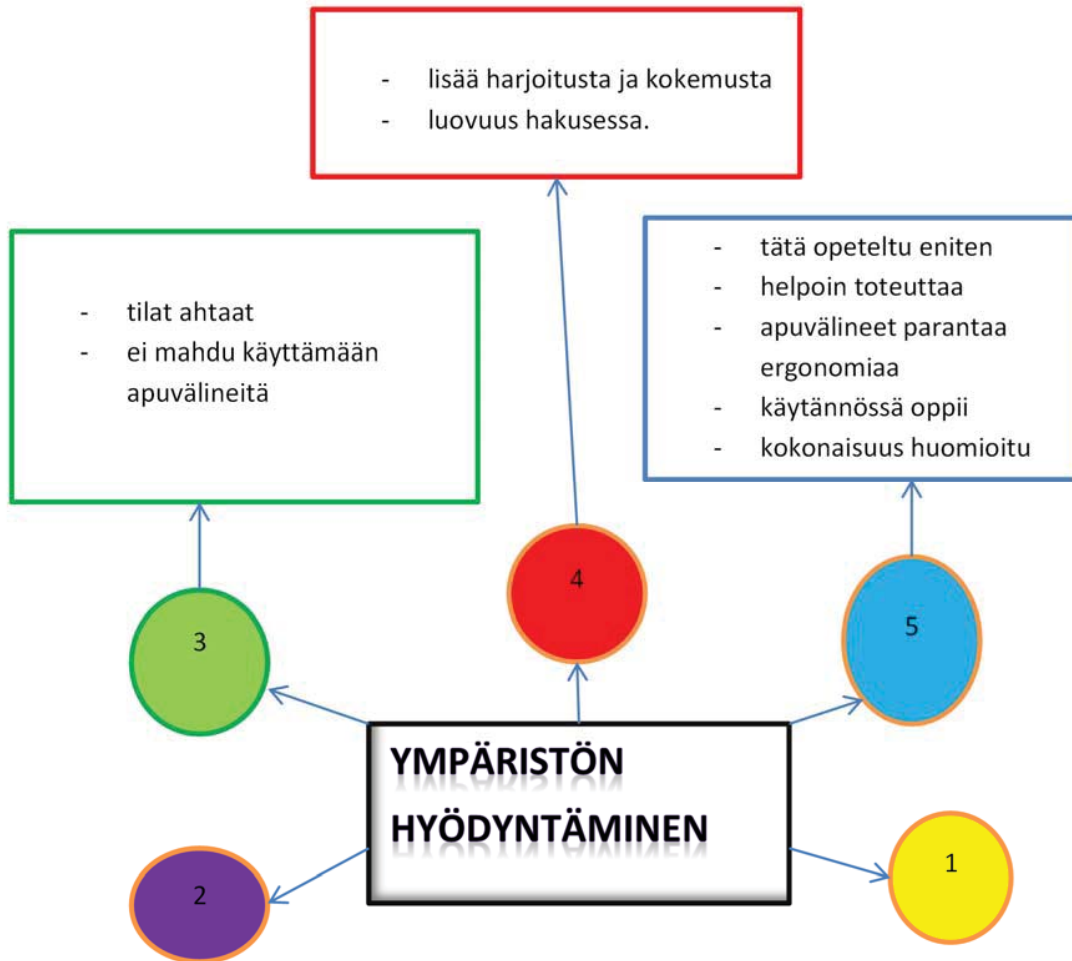 - lisää harjoitusta ja kokemusta
- luovuus hakusessa.
- tilat ahtaat
- ei mahdu käyttämään
apuvälineitä
- tätä opeteltu eniten
- helpoin toteuttaa
- apuvälineet parantaa
ergonomiaa
- käytännössä oppii
- kokonaisuus huomioitu
3
4
5
YMPÄRISTÖN
HYÖDYNTÄMINEN
2
1